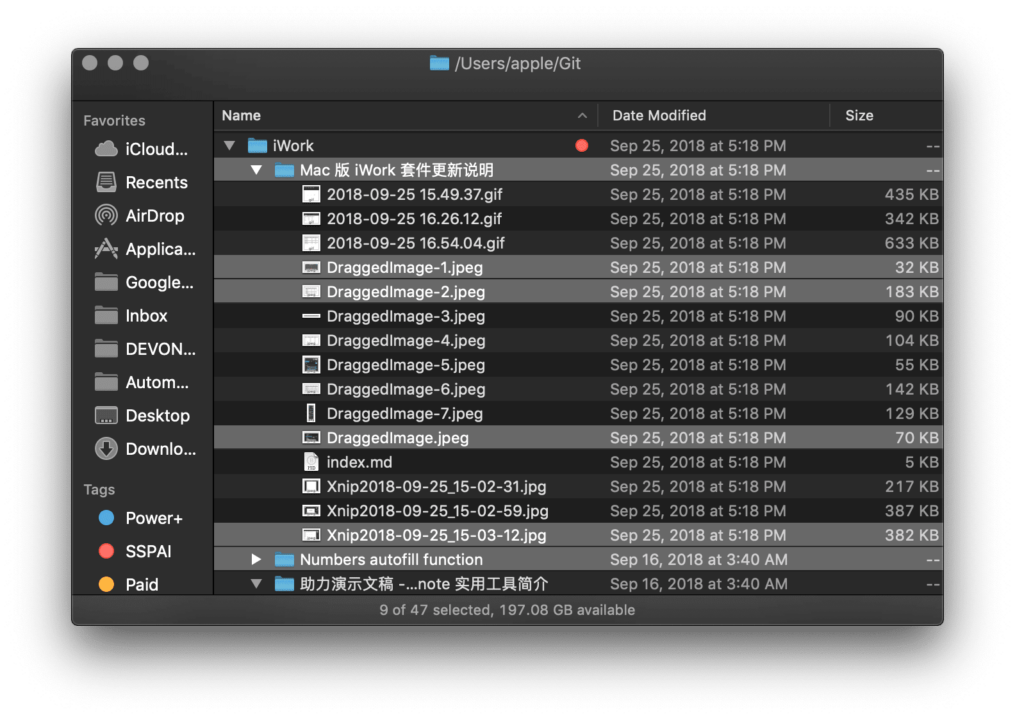 /Users/apple/Git
Favorites
iCloud...
Recents
AirDrop
Applica...
Google...
Inbox
DEVON...
Autom...
Desktop
Downlo...
Tags
Power+
SSPAI
Paid
Name Date Modified Size
iWork Sep 25, 2018 at 5:18 PM --
Mac 版 iWork 套件更新说明 Sep 25, 2018 at 5:18 PM --
2018-09-25 15.49.37.gif Sep 25, 2018 at 5:18 PM 435 KB
2018-09-25 16.26.12.gif Sep 25, 2018 at 5:18 PM 342 KB
2018-09-25 16.54.04.gif Sep 25, 2018 at 5:18 PM 633 KB
DraggedImage-1.jpeg Sep 25, 2018 at 5:18 PM 32 KB
DraggedImage-2.jpeg Sep 25, 2018 at 5:18 PM 183 KB
DraggedImage-3.jpeg Sep 25, 2018 at 5:18 PM 90 KB
DraggedImage-4.jpeg Sep 25, 2018 at 5:18 PM 104 KB
DraggedImage-5.jpeg Sep 25, 2018 at 5:18 PM 55 KB
DraggedImage-6.jpeg Sep 25, 2018 at 5:18 PM 142 KB
DraggedImage-7.jpeg Sep 25, 2018 at 5:18 PM 129 KB
DraggedImage.jpeg Sep 25, 2018 at 5:18 PM 70 KB
index.md Sep 25, 2018 at 5:18 PM 5 KB
Xnip2018-09-25_15-02-31.jpg Sep 25, 2018 at 5:18 PM 217 KB
Xnip2018-09-25_15-02-59.jpg Sep 25, 2018 at 5:18 PM 387 KB
Xnip2018-09-25_15-03-12.jpg Sep 25, 2018 at 5:18 PM 382 KB
Numbers autofill function Sep 16, 2018 at 3:40 AM --
助力演示文稿 -...note 实用工具简介 Sep 16, 2018 at 3:40 AM --
9 of 47 selected, 197.08 GB available